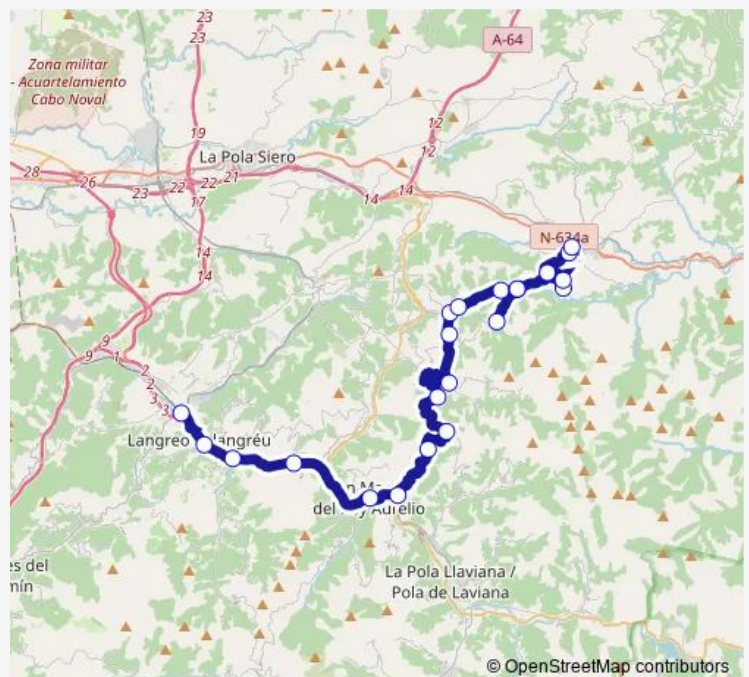 23
23
A-64
Zona militar
- Acuartelamiento
Cabo Noval
12
12
19
La Pola Siero
28
26
23
22
22
21
14
14
17
N-634a
14
14
9
9
1
2
2
3
3
Langreo
del Rey Aurelio
es del
mín
La Pola Llaviana /
Pola de Laviana
© OpenStreetMap contributors